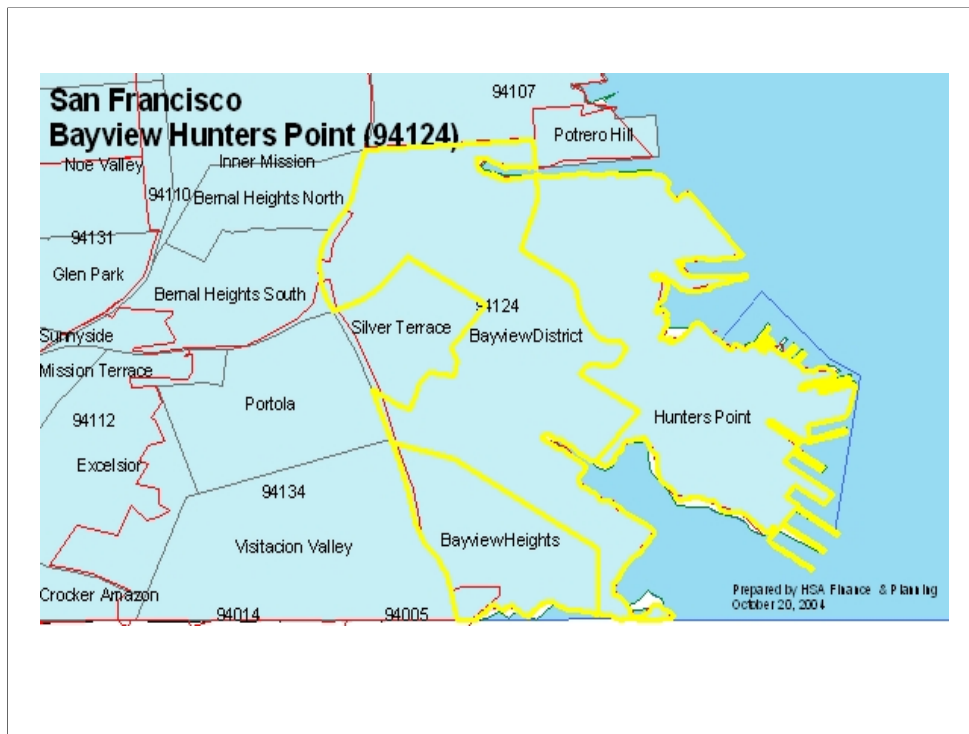 San Francisco
94107
Bayview Hunters Point (94124)
Potrero Hill
Noe Valley
Inner Mission
94110
Bernal Heights North
94131
Glen Park
Bernal Heights South
94124
Sunnyside
Silver Terrace
BayviewDistrict
Mission Terrace
Portola
94112
Hunters Point
Excelsior
94134
Visitacion Valley
BayviewHeights
Crocker Amazon
Prepared by HSA Finance & Planning
October 20, 2004
94014
94005